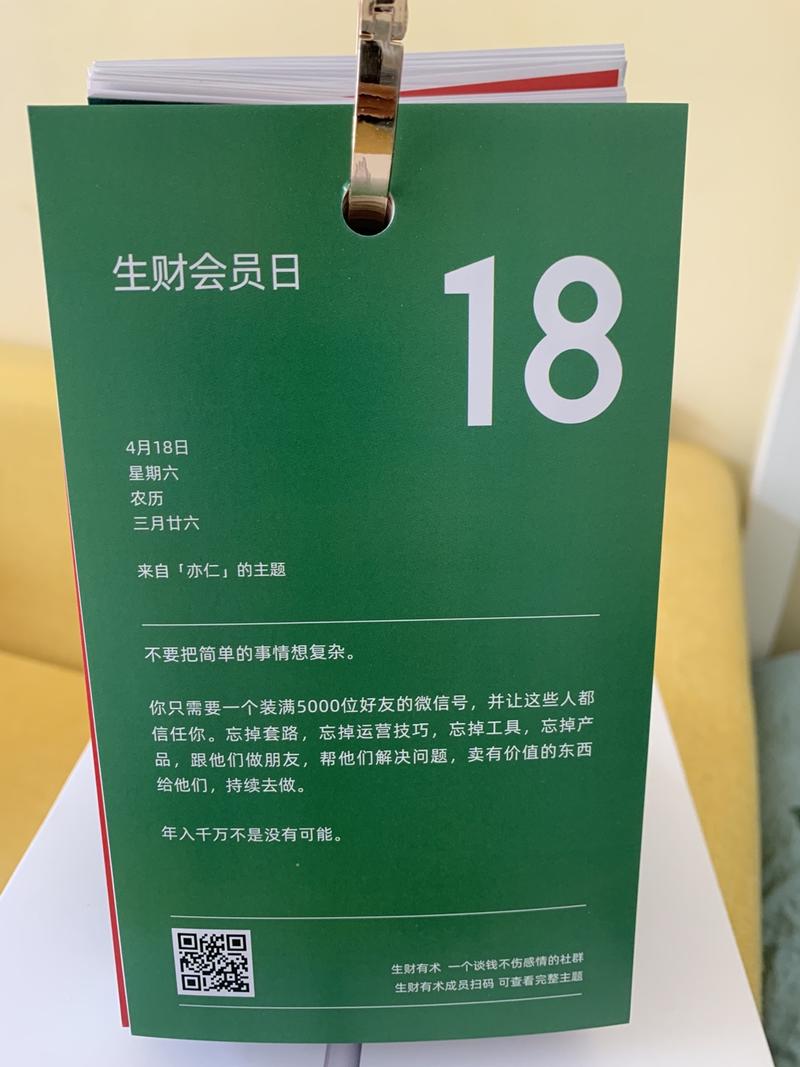 生财会员日
18
4月18日
星期六
农历
三月廿六
来自「亦仁」的主题
不要把简单的事情想复杂。
你只需要一个装满5000位好友的微信号，并让这些人都
信任你。忘掉套路，忘掉运营技巧，忘掉工具，忘掉产
品，跟他们做朋友，帮他们解决问题，卖有价值的东西
给他们，持续去做。
年入千万不是没有可能。
生财有术 一个谈钱不伤感情的社群
生财有术成员扫码 可查看完整主题